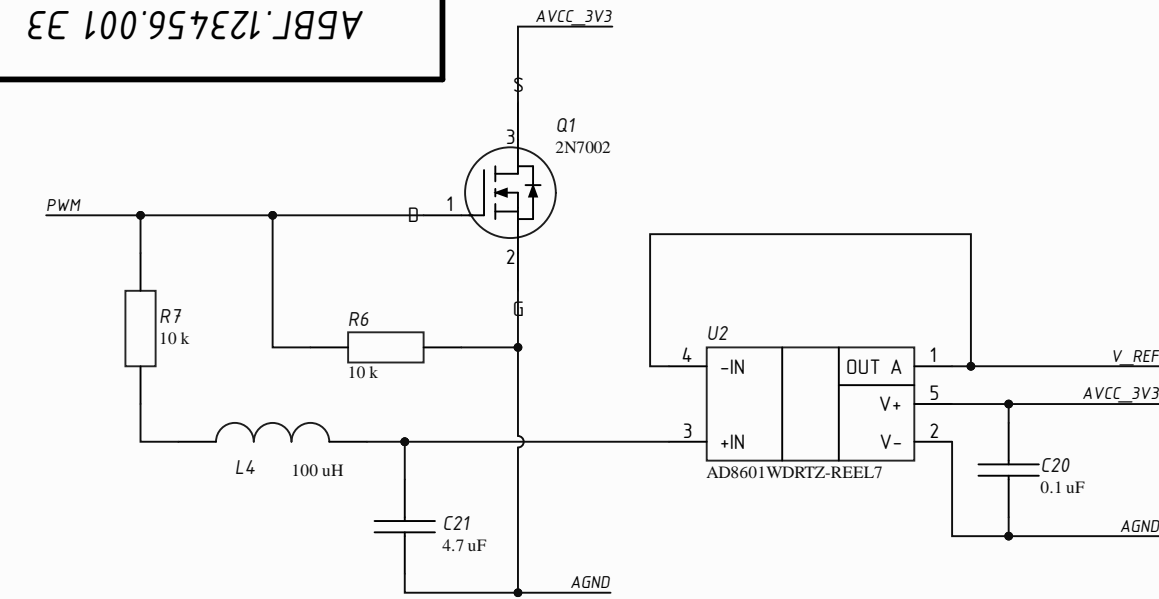 АБВГ.123456.001 ЭЗ
AVCC_3V3
S
Q1
3
2N7002
PWM
D
1
2
G
R7
10 k
R6
10 k
U2
4
-IN
OUT A
1
V_REF
V+
5
AVCC_3V3
3
+IN
V-
2
AD8601WDRTZ-REEL7
L4
100 uH
C20
0.1 uF
C21
4.7 uF
AGND
AGND